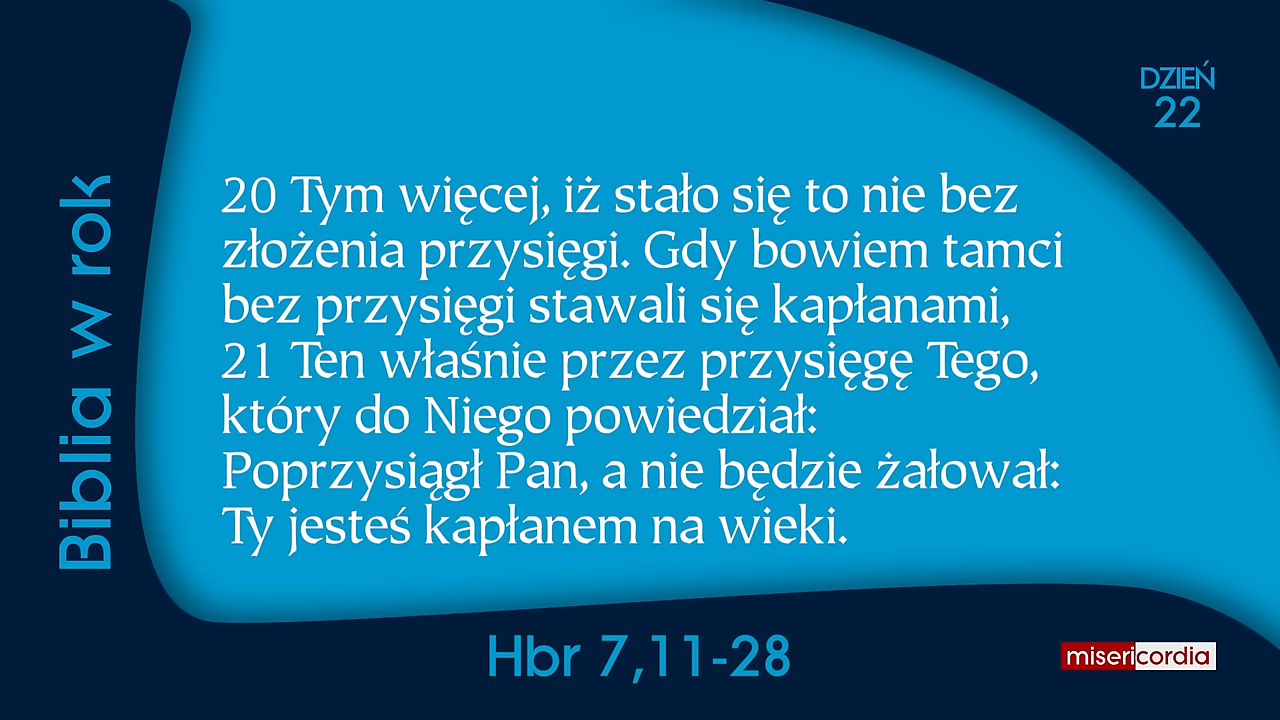 DZIEŃ
22
Biblia w rok
20 Tym więcej, iż stało się to nie bez
złożenia przysięgi. Gdy bowiem tamci
bez przysięgi stawali się kapłanami,
21 Ten właśnie przez przysięgę Tego,
który do Niego powiedział:
Poprzysiągł Pan, a nie będzie żałował:
Ty jesteś kapłanem na wieki.
Hbr 7,11-28
misericordia